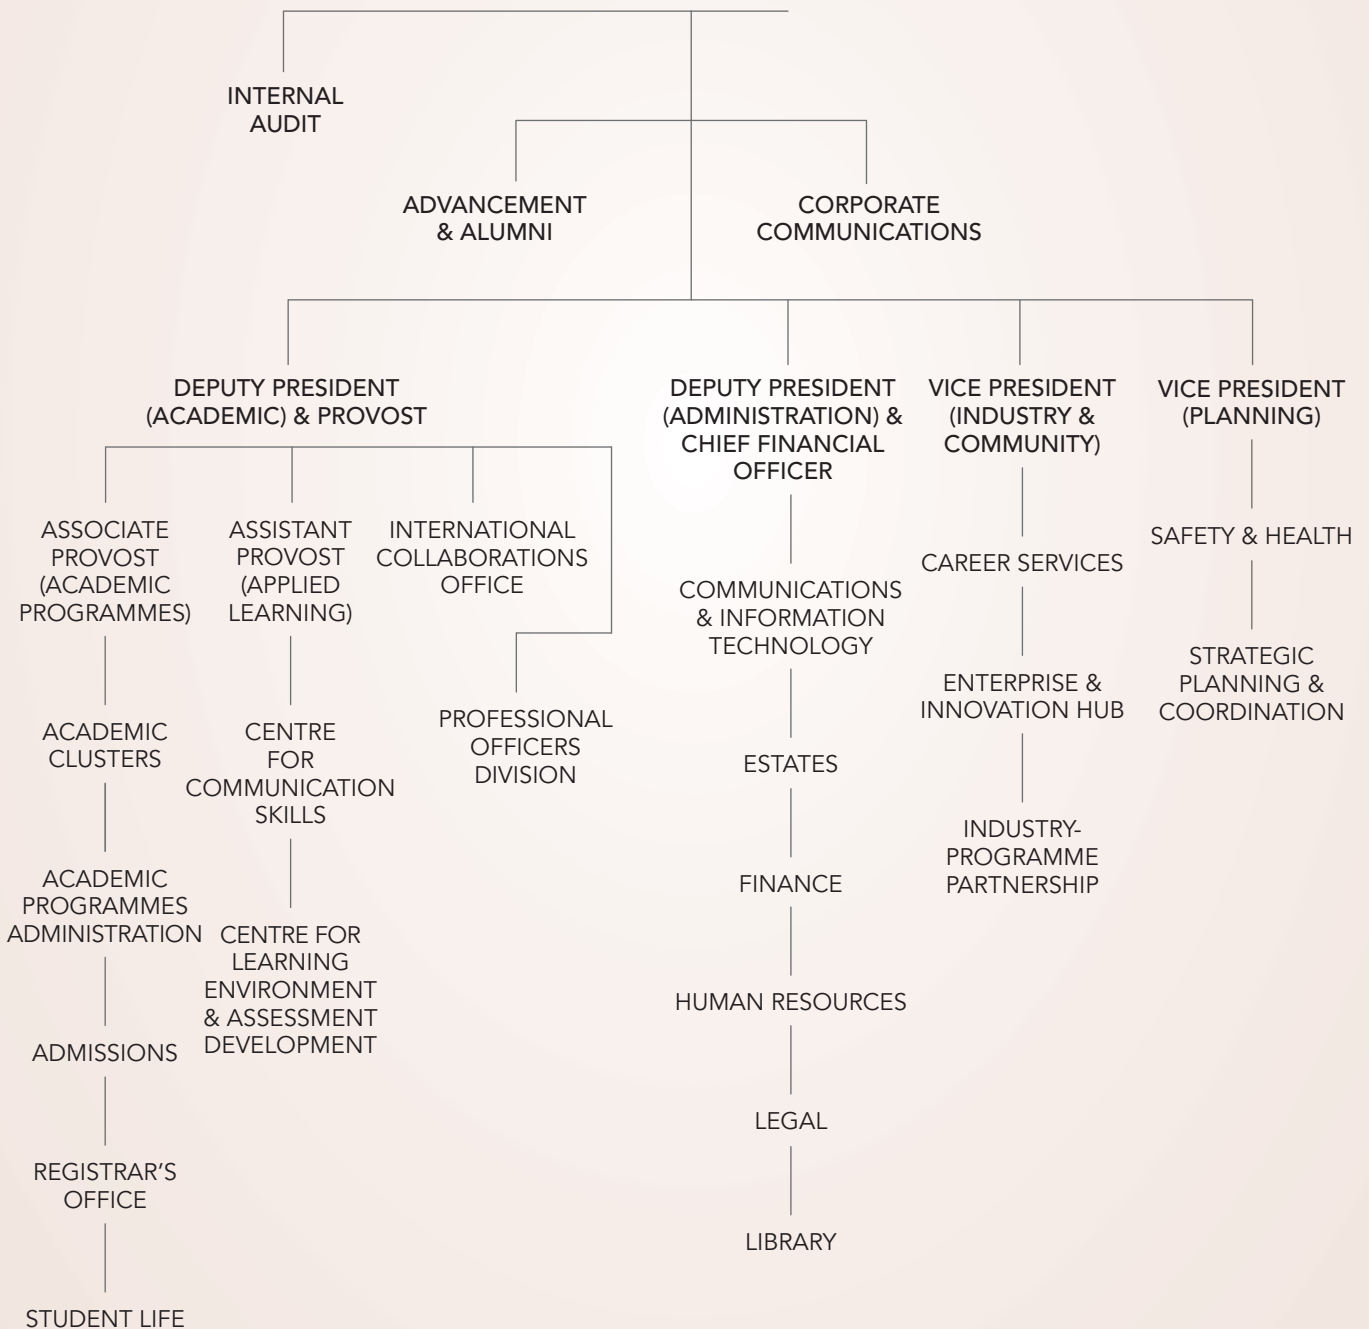 INTERNAL
AUDIT
ADVANCEMENT
& ALUMNI
CORPORATE
COMMUNICATIONS
DEPUTY PRESIDENT
(ACADEMIC) & PROVOST
DEPUTY PRESIDENT
(ADMINISTRATION) &
CHIEF FINANCIAL
OFFICER
VICE PRESIDENT
(INDUSTRY &
COMMUNITY)
VICE PRESIDENT
(PLANNING)
ASSOCIATE
PROVOST
(ACADEMIC
PROGRAMMES)
ACADEMIC
CLUSTERS
ACADEMIC
PROGRAMMES
ADMINISTRATION
ADMISSIONS
REGISTRAR’S
OFFICE
STUDENT LIFE
ASSISTANT
PROVOST
(APPLIED
LEARNING)
CENTRE
FOR
COMMUNICATION
SKILLS
CENTRE FOR
LEARNING
ENVIRONMENT
& ASSESSMENT
DEVELOPMENT
INTERNATIONAL
COLLABORATIONS
OFFICE
PROFESSIONAL
OFFICERS
DIVISION
COMMUNICATIONS
& INFORMATION
TECHNOLOGY
ESTATES
FINANCE
HUMAN RESOURCES
LEGAL
LIBRARY
CAREER SERVICES
ENTERPRISE &
INNOVATION HUB
INDUSTRY-
PROGRAMME
PARTNERSHIP
SAFETY & HEALTH
STRATEGIC
PLANNING &
COORDINATION